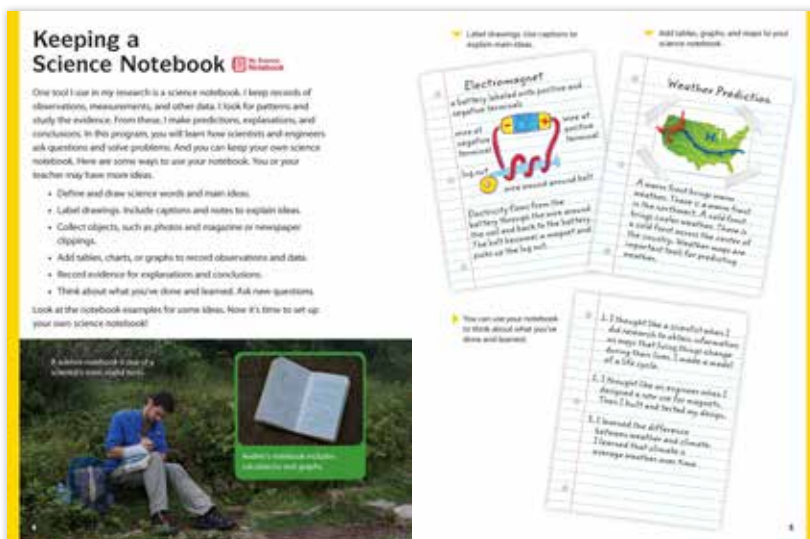 Keeping a
Science Notebook
My Science
Notebook
One tool I use in my research is a science notebook. I keep records of
observations, measurements, and other data. I look for patterns and
study the evidence. From these, I make predictions, explanations, and
conclusions. In this program, you will learn how scientists and engineers
ask questions and solve problems. And you can keep your own science
notebook. Here are some ways to use your notebook. You or your
teacher may have more ideas.
• Define and draw science words and main ideas.
• Label drawings. Include captions and notes to explain ideas.
• Collect objects, such as photos and magazine or newspaper
clippings.
• Add tables, charts, or graphs to record observations and data.
• Record evidence for explanations and conclusions.
• Think about what you've done and learned. Ask new questions.
Look at the notebook examples for some ideas. Now it's time to set up
your own science notebook!
A science notebook is one of a
scientist's most useful tools.
notebook includes
calculations and graphs.
4
Label drawings. Use captions to
explain main ideas.
Electromagnet
a battery labeled with positive and
negative terminals
wire at
negative
terminal
wire at
positive
terminal
lug nut
wire around bolt
Electricity flows from the
battery through the wire around
the nail and back to the battery.
The bolt becomes a magnet and
picks up the lug nut.
Add tables, graphs, and maps to your
science notebook.
Weather Prediction
H
A warm front brings warm
weather. There is a warm front
in the northwest. A cold front
brings cooler weather. There is
a cold front across the center of
the country. Weather maps are
important tools for predicting
weather.
You can use your notebook
to think about what you've
done and learned.
1. I thought like a scientist when I
did research to obtain information
on ways that living things change
during their lives. I made a model
of a life cycle.
2. I thought like an engineer when I
designed a new use for magnets.
Then I built and tested my design.
3. I learned the difference
between weather and climate.
I learned that climate is
average weather over time.
5